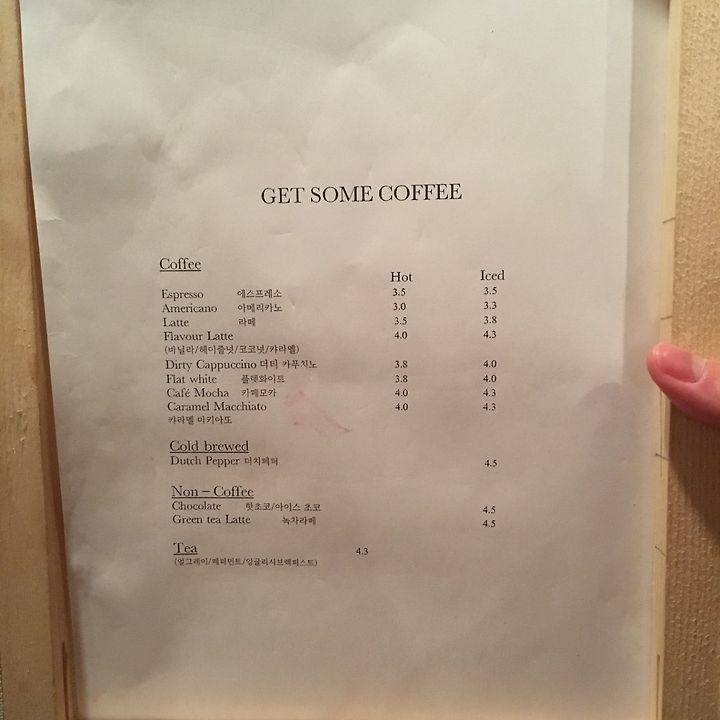 GET SOME COFFEE
Coffee
Hot Iced
Espresso 에스프레소 3.5 3.5
Americano 아메리카노 3.0 3.3
Latte 라떼 3.5 3.8
Flavour Latte 4.0 4.3
(바닐라/헤이즐넛/코코넛/캬라멜)
Dirty Cappuccino 더티 카푸치노 3.8 4.0
Flat white 플랫화이트 3.8 4.0
Café Mocha 카페모카 4.0 4.3
Caramel Macchiato 4.0 4.3
캬라멜 마키아또
Cold brewed
Dutch Pepper 더치페퍼 4.5
Non – Coffee
Chocolate 핫초코/아이스 초코 4.5
Green tea Latte 녹차라떼 4.5
Tea 4.3
(얼그레이/페퍼민트/잉글리시브렉퍼스트)